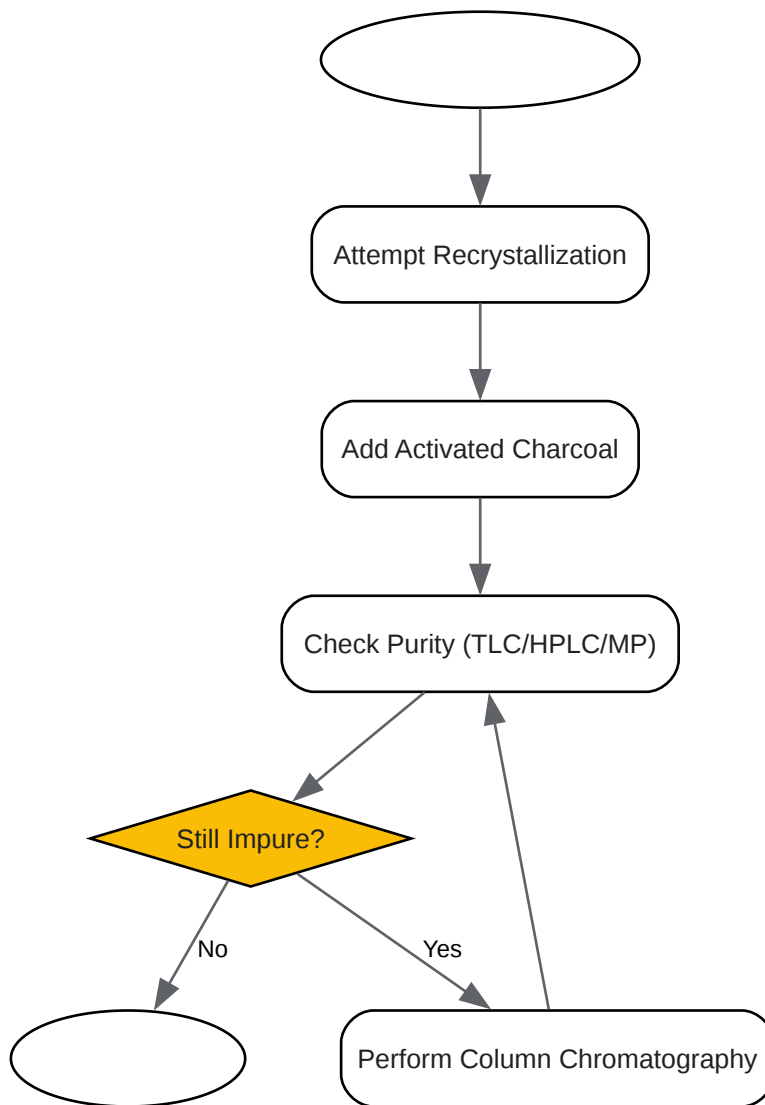 Attempt Recrystallization
Add Activated Charcoal
Check Purity (TLC/HPLC/MP)
Still Impure?
No
Yes
Perform Column Chromatography